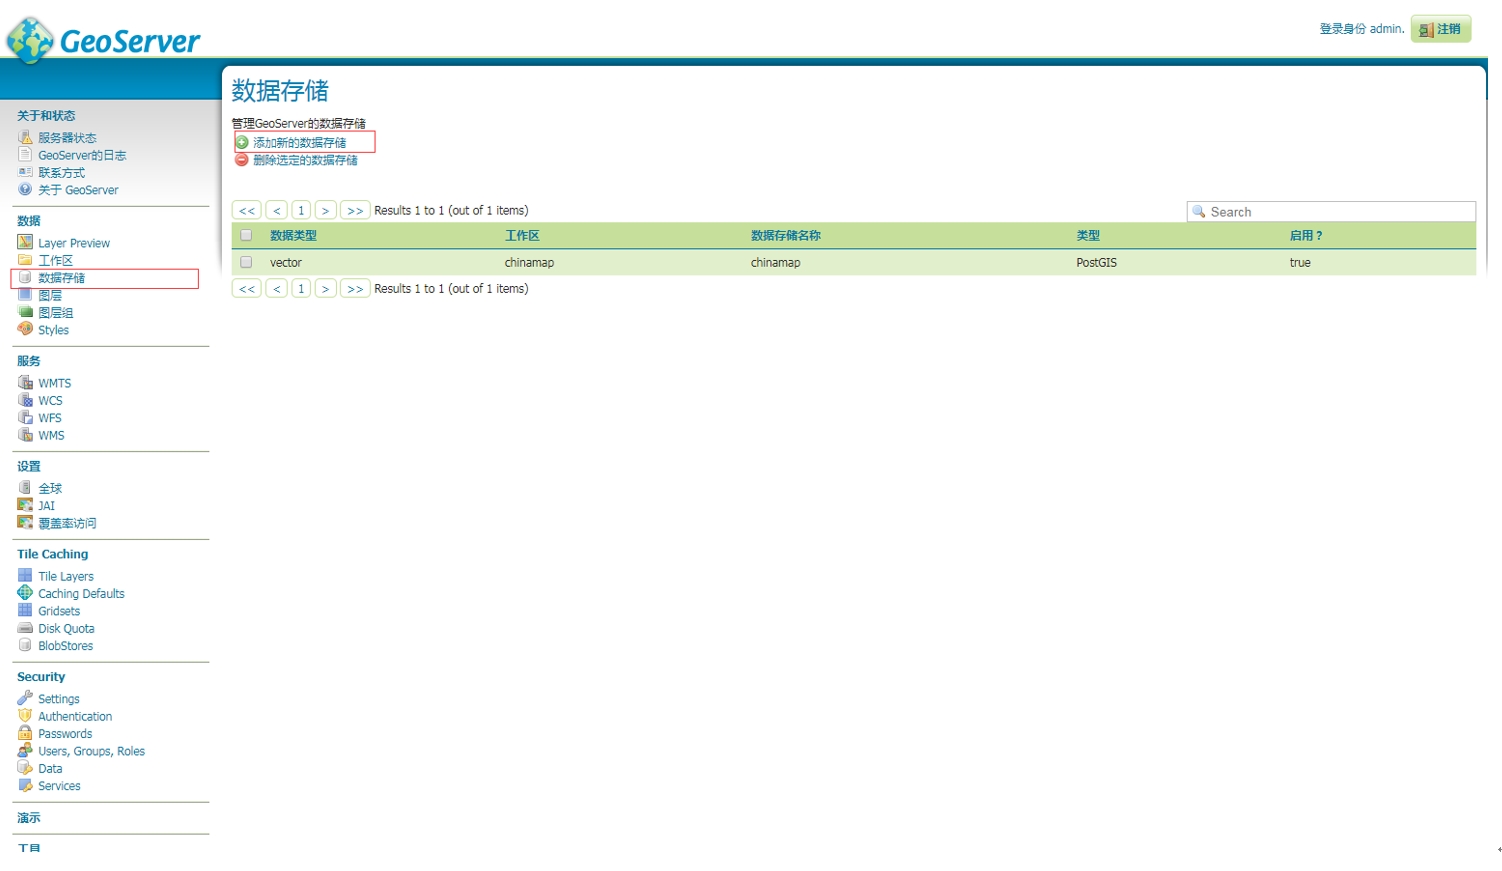 GeoServer
登录身份 admin.
注销
关于和状态
服务器状态
GeoServer的日志
联系方式
关于 GeoServer
数据
Layer Preview
工作区
数据存储
图层
图层组
Styles
服务
WMTS
WCS
WFS
WMS
设置
全球
JAI
覆盖率访问
Tile Caching
Tile Layers
Caching Defaults
Gridsets
Disk Quota
BlobStores
Security
Settings
Authentication
Passwords
Users, Groups, Roles
Data
Services
演示
工具
数据存储
管理GeoServer的数据存储
添加新的数据存储
删除选定的数据存储
<< < 1 > >> Results 1 to 1 (out of 1 items)
Search
数据类型 工作区 数据存储名称 类型 启用？
vector chinamap chinamap PostGIS true
<< < 1 > >> Results 1 to 1 (out of 1 items)